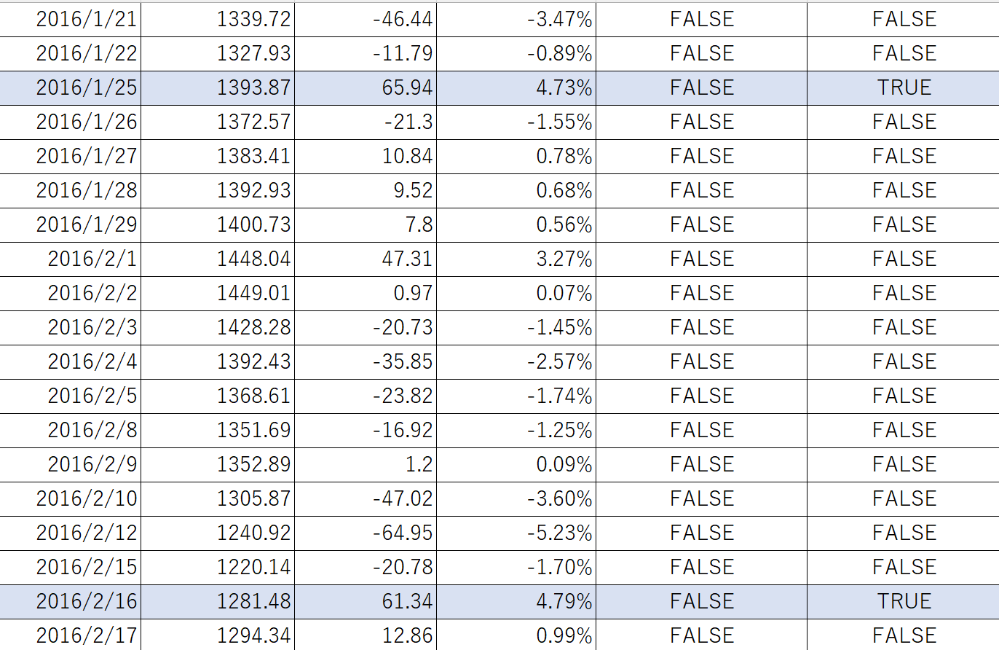 2016/1/21 1339.72 -46.44 -3.47% FALSE FALSE
2016/1/22 1327.93 -11.79 -0.89% FALSE FALSE
2016/1/25 1393.87 65.94 4.73% FALSE TRUE
2016/1/26 1372.57 -21.3 -1.55% FALSE FALSE
2016/1/27 1383.41 10.84 0.78% FALSE FALSE
2016/1/28 1392.93 9.52 0.68% FALSE FALSE
2016/1/29 1400.73 7.8 0.56% FALSE FALSE
2016/2/1 1448.04 47.31 3.27% FALSE FALSE
2016/2/2 1449.01 0.97 0.07% FALSE FALSE
2016/2/3 1428.28 -20.73 -1.45% FALSE FALSE
2016/2/4 1392.43 -35.85 -2.57% FALSE FALSE
2016/2/5 1368.61 -23.82 -1.74% FALSE FALSE
2016/2/8 1351.69 -16.92 -1.25% FALSE FALSE
2016/2/9 1352.89 1.2 0.09% FALSE FALSE
2016/2/10 1305.87 -47.02 -3.60% FALSE FALSE
2016/2/12 1240.92 -64.95 -5.23% FALSE FALSE
2016/2/15 1220.14 -20.78 -1.70% FALSE FALSE
2016/2/16 1281.48 61.34 4.79% FALSE TRUE
2016/2/17 1294.34 12.86 0.99% FALSE FALSE